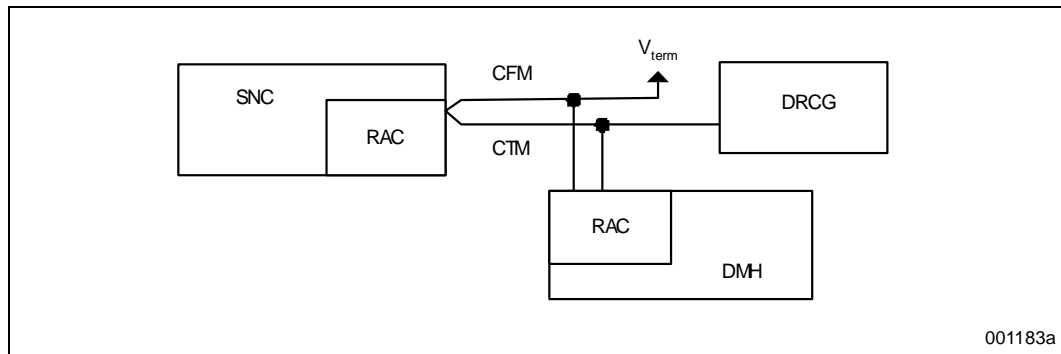 V_term
CFM
SNC
DRCG
RAC
CTM
RAC
DMH
001183a